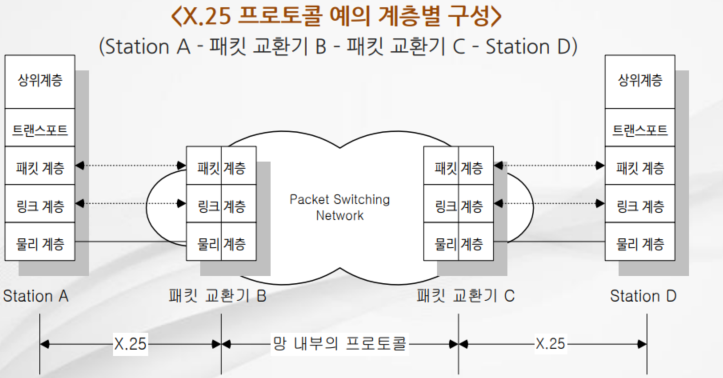 <X.25 프로토콜 예의 계층별 구성>
(Station A - 패킷 교환기 B - 패킷 교환기 C - Station D)
상위계층
트랜스포트
패킷 계층
링크 계층
물리 계층
Station A
패킷 계층
링크 계층
물리 계층
패킷 교환기 B
Packet Switching
Network
패킷 계층
링크 계층
물리 계층
패킷 교환기 C
상위계층
트랜스포트
패킷 계층
링크 계층
물리 계층
Station D
X.25
망 내부의 프로토콜
X.25